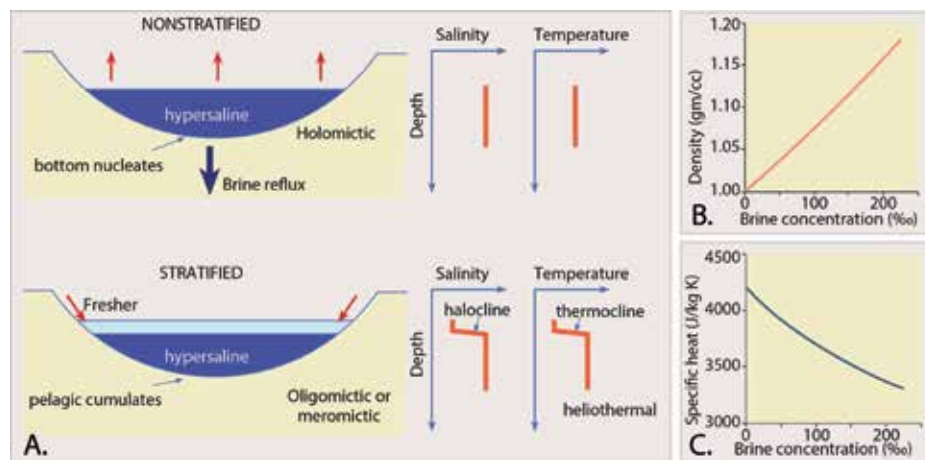 NONSTRATIFIED
hypersaline
Holomictic
bottom nucleates
Brine reflux
Salinity
Temperature
Depth
STRATIFIED
Fresher
hypersaline
pelagic cumulates
Oligomictic or
meromictic
Salinity
Temperature
halocline
thermocline
Depth
heliothermal
A.
1.20
1.15
1.10
1.05
1.00
Density (gm/cc)
0
100
200
Brine concentration (‰)
B.
4500
4000
3500
3000
Specific heat (J/kg K)
0
100
200
Brine concentration (‰)
C.